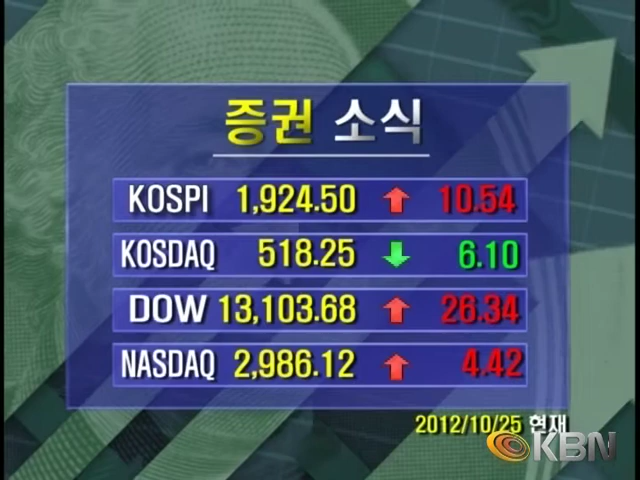 증권 소식
KOSPI 1,924.50 ↑ 10.54
KOSDAQ 518.25 ↓ 6.10
DOW 13,103.68 ↑ 26.34
NASDAQ 2,986.12 ↑ 4.42
2012/10/25 현재
KBN